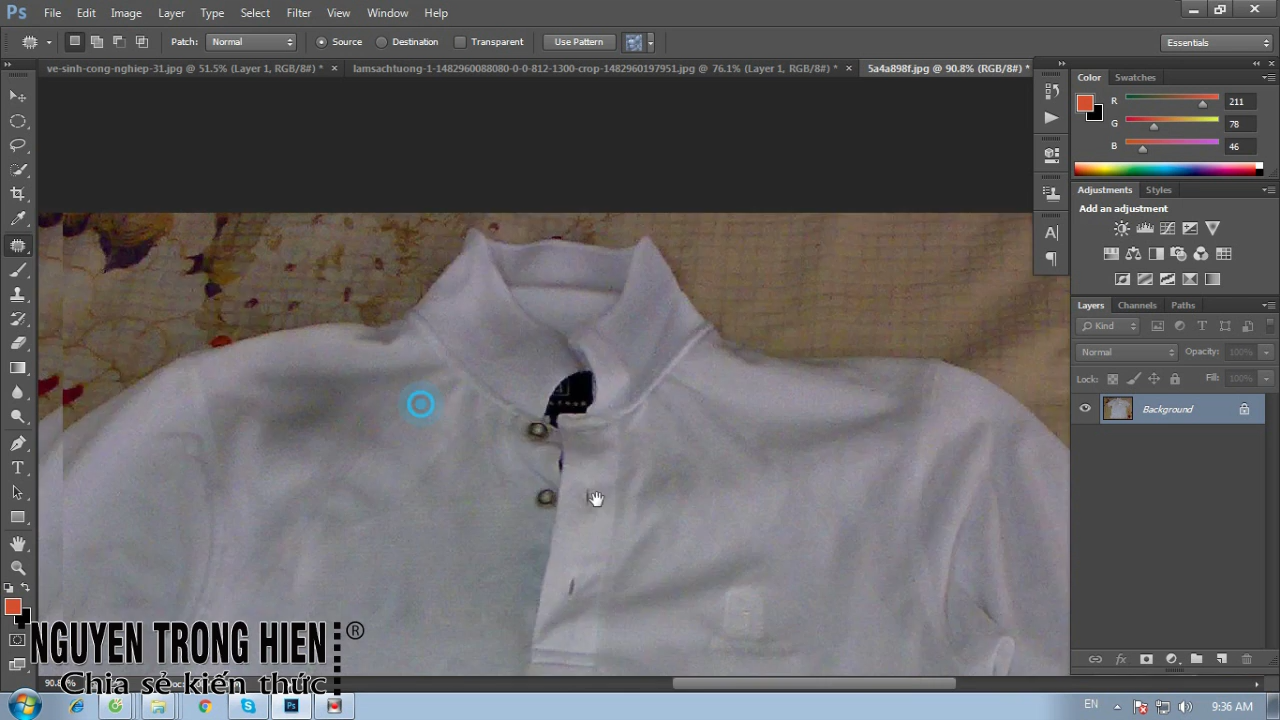 Ps File Edit Image Layer Type Select Filter View Window Help
Patch: Normal Source Destination Transparent Use Pattern Essentials
ve-sinh-cong-nghiep-31.jpg @ 51.5% (Layer 1, RGB/8#) * lamsachtuong-1-1482960088080-0-0-812-1300-crop-1482960197951.jpg @ 76.1% (Layer 1, RGB/8#) * 5a4a898f.jpg @ 90.8% (RGB/8#) *
Color Swatches
R 211
G 78
B 46
Adjustments Styles
Add an adjustment
Layers Channels Paths
Kind
Normal Opacity: 100%
Lock: Fill: 100%
Background
NGUYEN TRONG HIEN ®
Chia sẻ kiến thức
EN 9:36 AM